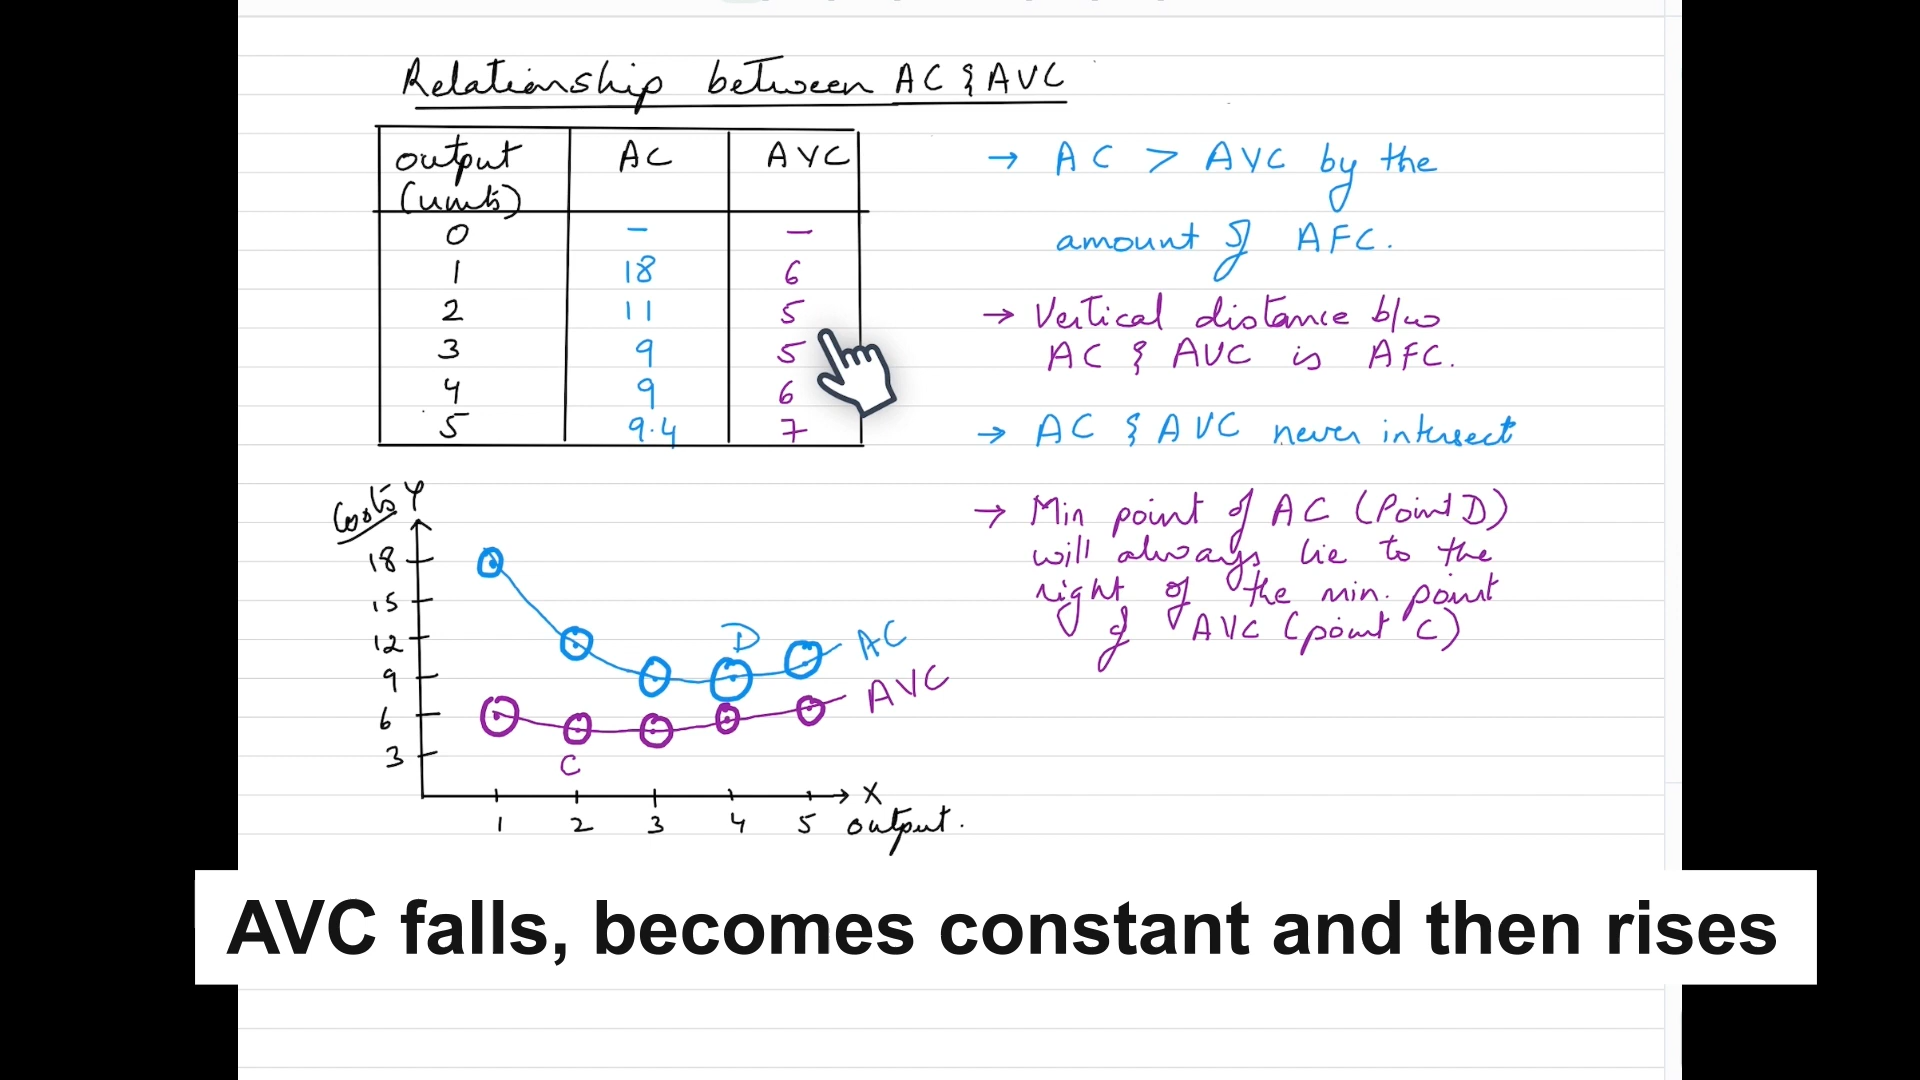 Relationship between AC & AVC
output (units) AC AVC
0 – –
1 18 6
2 11 5
3 9 5
4 9 6
5 9.4 7
→ AC > AVC by the
amount of AFC.
→ Vertical distance b/w
AC & AVC is AFC.
→ AC & AVC never intersect
→ Min point of AC (Point D)
will always lie to the
right of the min. point
of AVC (point C)
Costs Y
18
15
12
9
6
3
D
AC
AVC
C
X
1 2 3 4 5 output.
AVC falls, becomes constant and then rises